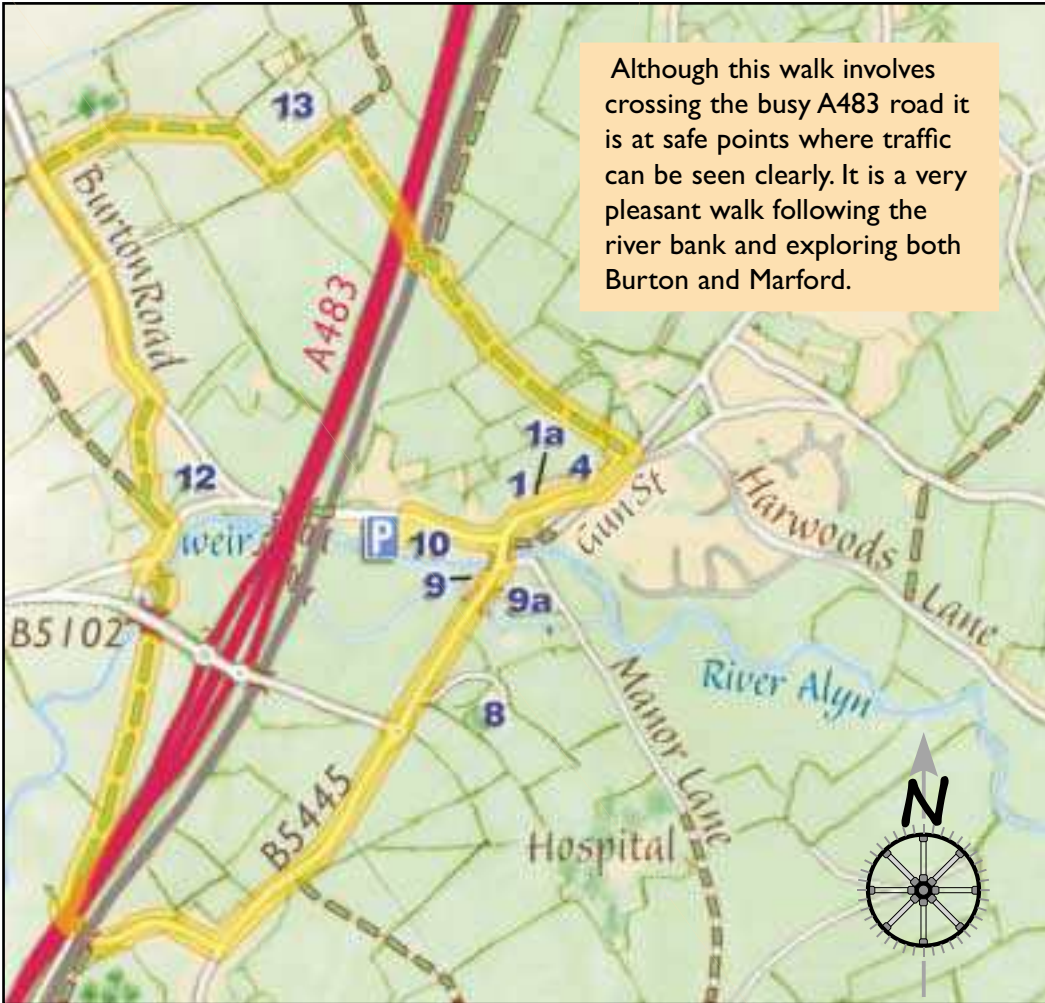 Although this walk involves
crossing the busy A483 road it
is at safe points where traffic
can be seen clearly. It is a very
pleasant walk following the
river bank and exploring both
Burton and Marford.
13
Burton Road
A483
1a
1
4
12
Gun St
Harwoods
Lane
weir
P
10
9
9a
B5102
River Alyn
8
Manor Lane
B5445
Hospital
N